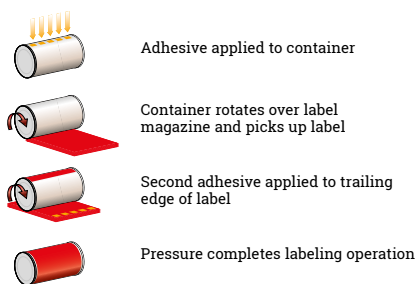 Adhesive applied to container
Container rotates over label
magazine and picks up label
Second adhesive applied to trailing
edge of label
Pressure completes labeling operation